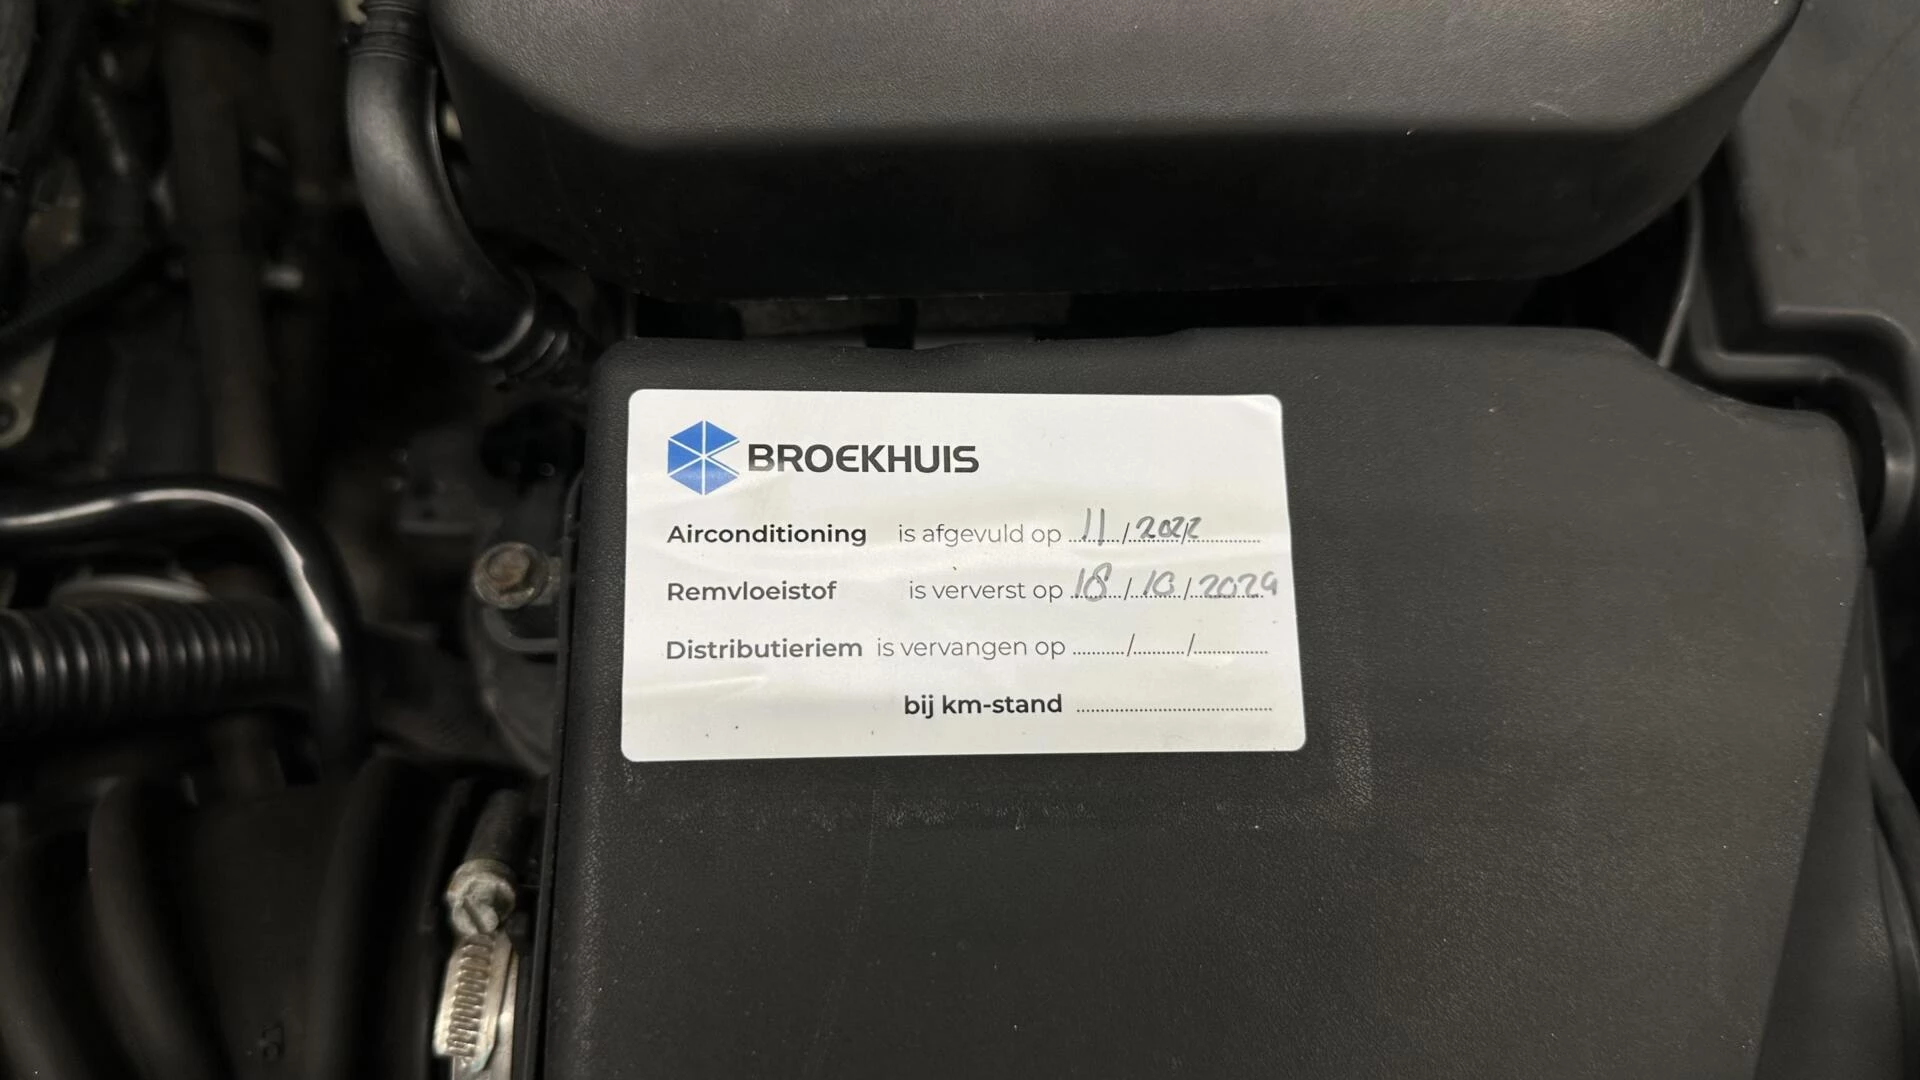 BROEKHUIS
Airconditioning is afgevuld op 11/2022
Remvloeistof is ververst op 18/10/2024
Distributieriem is vervangen op ........../........../..............
bij km-stand ........................................